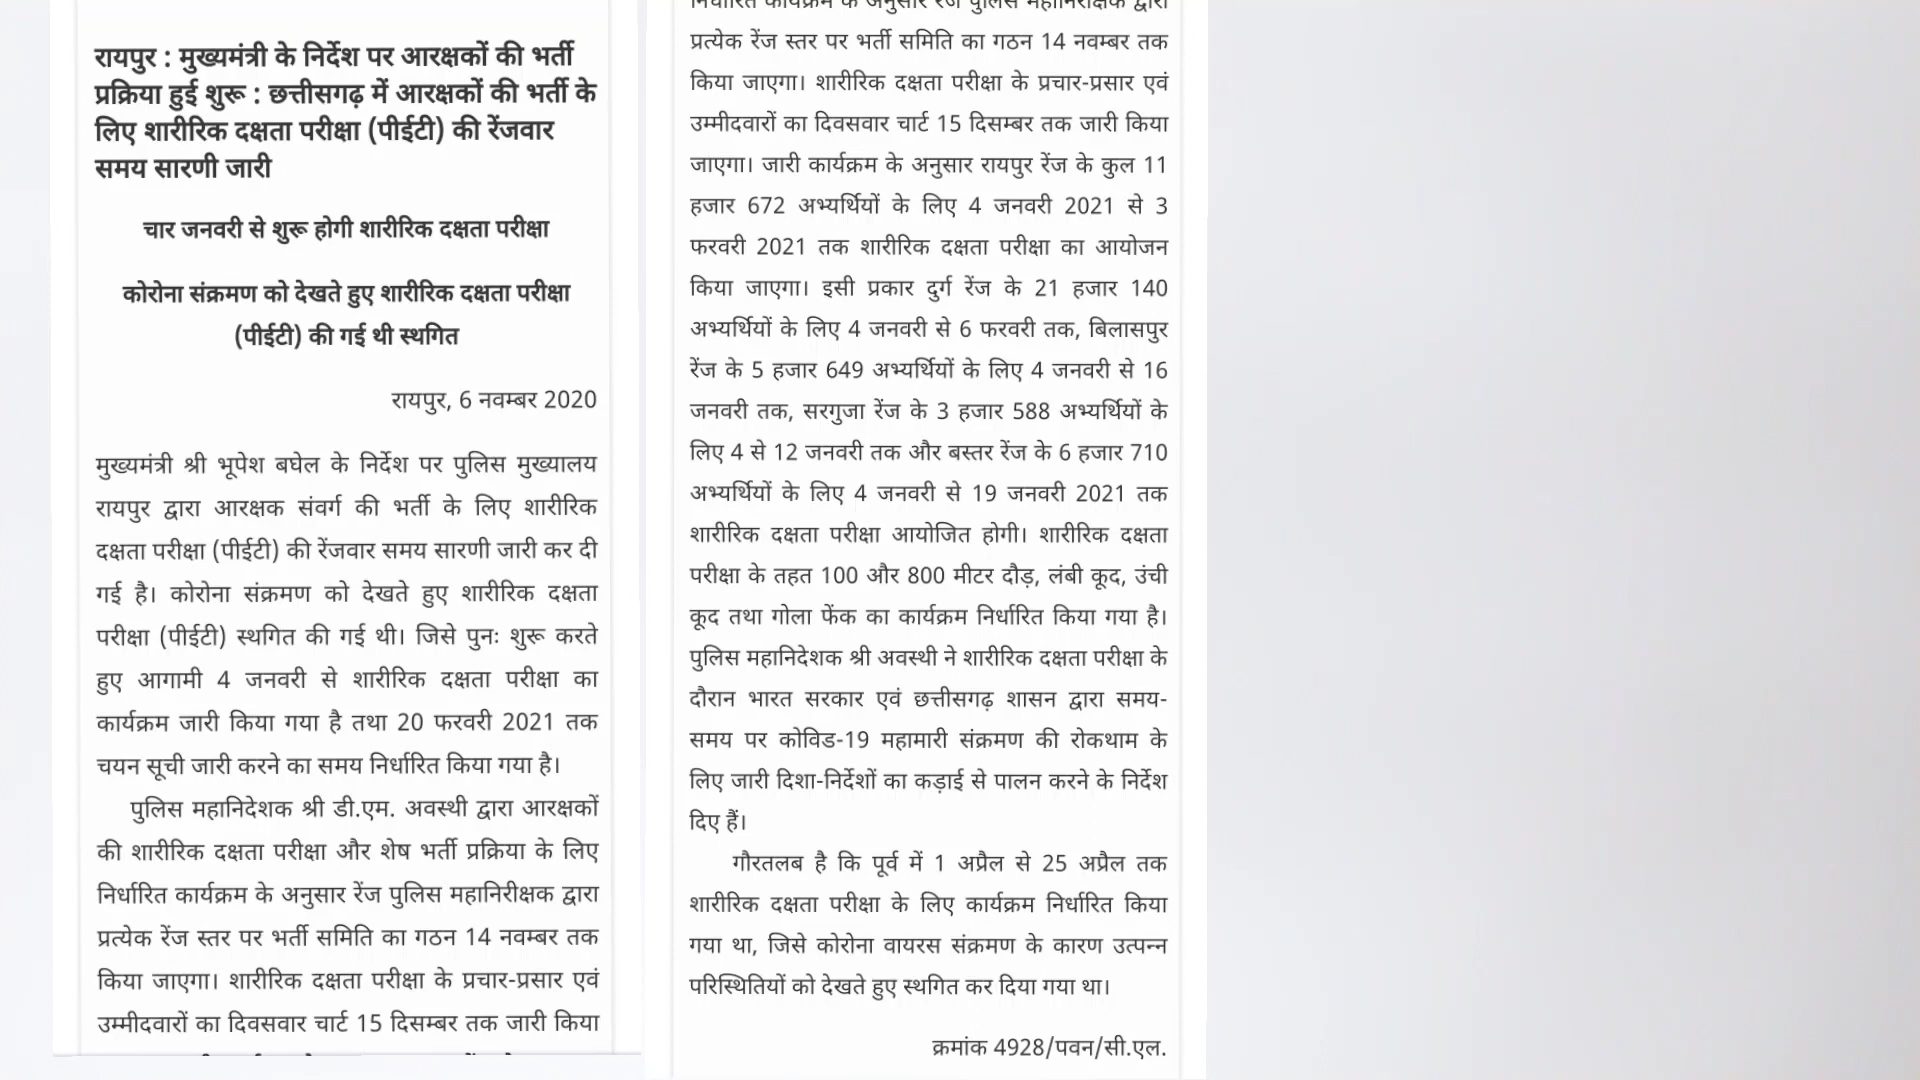 रायपुर : मुख्यमंत्री के निर्देश पर आरक्षकों की भर्ती
प्रक्रिया हुई शुरू : छत्तीसगढ़ में आरक्षकों की भर्ती के
लिए शारीरिक दक्षता परीक्षा (पीईटी) की रेंजवार
समय सारणी जारी
चार जनवरी से शुरू होगी शारीरिक दक्षता परीक्षा
कोरोना संक्रमण को देखते हुए शारीरिक दक्षता परीक्षा
(पीईटी) की गई थी स्थगित
रायपुर, 6 नवम्बर 2020
मुख्यमंत्री श्री भूपेश बघेल के निर्देश पर पुलिस मुख्यालय
रायपुर द्वारा आरक्षक संवर्ग की भर्ती के लिए शारीरिक
दक्षता परीक्षा (पीईटी) की रेंजवार समय सारणी जारी कर दी
गई है। कोरोना संक्रमण को देखते हुए शारीरिक दक्षता
परीक्षा (पीईटी) स्थगित की गई थी। जिसे पुनः शुरू करते
हुए आगामी 4 जनवरी से शारीरिक दक्षता परीक्षा का
कार्यक्रम जारी किया गया है तथा 20 फरवरी 2021 तक
चयन सूची जारी करने का समय निर्धारित किया गया है।
पुलिस महानिदेशक श्री डी.एम. अवस्थी द्वारा आरक्षकों
की शारीरिक दक्षता परीक्षा और शेष भर्ती प्रक्रिया के लिए
निर्धारित कार्यक्रम के अनुसार रेंज पुलिस महानिरीक्षक द्वारा
प्रत्येक रेंज स्तर पर भर्ती समिति का गठन 14 नवम्बर तक
किया जाएगा। शारीरिक दक्षता परीक्षा के प्रचार-प्रसार एवं
उम्मीदवारों का दिवसवार चार्ट 15 दिसम्बर तक जारी किया
निर्धारित कार्यक्रम के अनुसार रेंज पुलिस महानिरीक्षक द्वारा
प्रत्येक रेंज स्तर पर भर्ती समिति का गठन 14 नवम्बर तक
किया जाएगा। शारीरिक दक्षता परीक्षा के प्रचार-प्रसार एवं
उम्मीदवारों का दिवसवार चार्ट 15 दिसम्बर तक जारी किया
जाएगा। जारी कार्यक्रम के अनुसार रायपुर रेंज के कुल 11
हजार 672 अभ्यर्थियों के लिए 4 जनवरी 2021 से 3
फरवरी 2021 तक शारीरिक दक्षता परीक्षा का आयोजन
किया जाएगा। इसी प्रकार दुर्ग रेंज के 21 हजार 140
अभ्यर्थियों के लिए 4 जनवरी से 6 फरवरी तक, बिलासपुर
रेंज के 5 हजार 649 अभ्यर्थियों के लिए 4 जनवरी से 16
जनवरी तक, सरगुजा रेंज के 3 हजार 588 अभ्यर्थियों के
लिए 4 से 12 जनवरी तक और बस्तर रेंज के 6 हजार 710
अभ्यर्थियों के लिए 4 जनवरी से 19 जनवरी 2021 तक
शारीरिक दक्षता परीक्षा आयोजित होगी। शारीरिक दक्षता
परीक्षा के तहत 100 और 800 मीटर दौड़, लंबी कूद, उंची
कूद तथा गोला फेंक का कार्यक्रम निर्धारित किया गया है।
पुलिस महानिदेशक श्री अवस्थी ने शारीरिक दक्षता परीक्षा के
दौरान भारत सरकार एवं छत्तीसगढ़ शासन द्वारा समय-
समय पर कोविड-19 महामारी संक्रमण की रोकथाम के
लिए जारी दिशा-निर्देशों का कड़ाई से पालन करने के निर्देश
दिए हैं।
गौरतलब है कि पूर्व में 1 अप्रैल से 25 अप्रैल तक
शारीरिक दक्षता परीक्षा के लिए कार्यक्रम निर्धारित किया
गया था, जिसे कोरोना वायरस संक्रमण के कारण उत्पन्न
परिस्थितियों को देखते हुए स्थगित कर दिया गया था।
क्रमांक 4928/पवन/सी.एल.